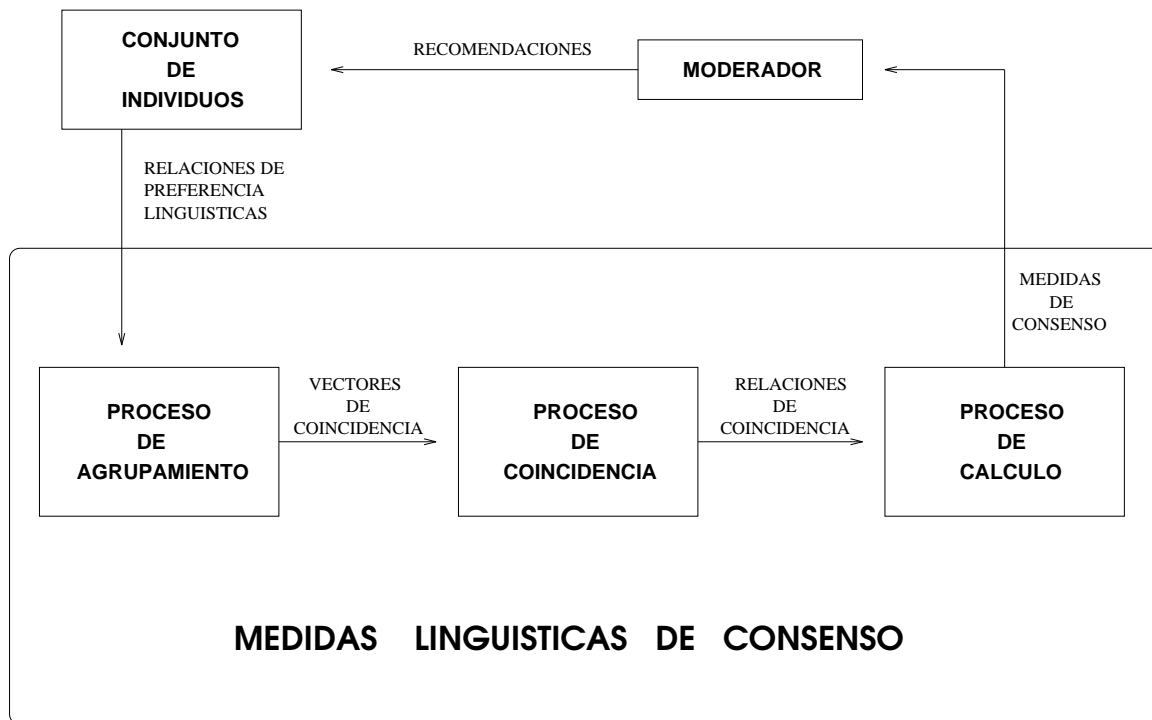 CONJUNTO
DE
INDIVIDUOS
RECOMENDACIONES
MODERADOR
RELACIONES DE
PREFERENCIA
LINGUISTICAS
MEDIDAS
DE
CONSENSO
PROCESO
DE
AGRUPAMIENTO
VECTORES
DE
COINCIDENCIA
PROCESO
DE
COINCIDENCIA
RELACIONES
DE
COINCIDENCIA
PROCESO
DE
CALCULO
MEDIDAS LINGUISTICAS DE CONSENSO